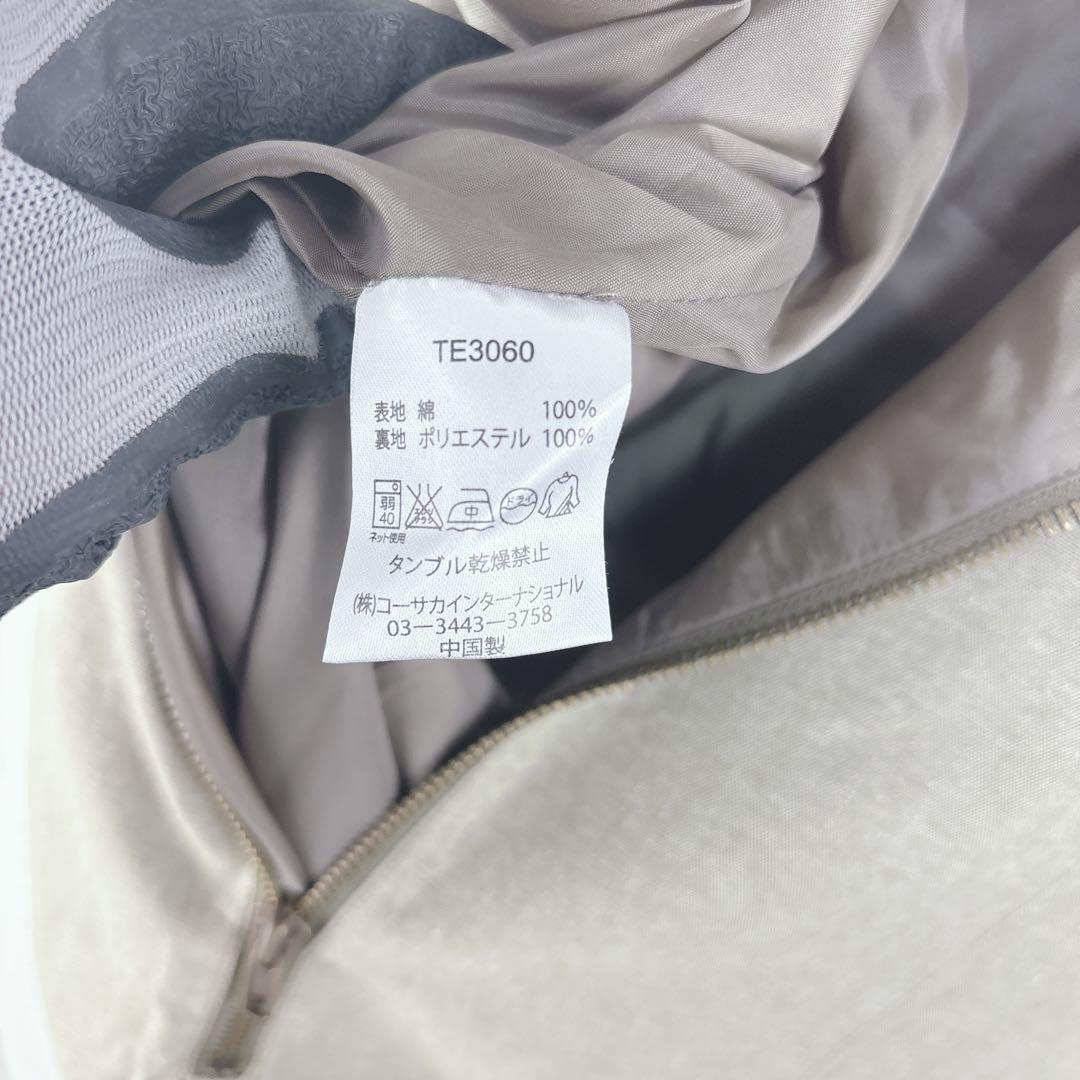 TE3060
表地 綿 100%
裏地 ポリエステル 100%
弱 40 中 ドライ
ネット使用
タンブル乾燥禁止
(株)コーサカインターナショナル
03—3443—3758
中国製